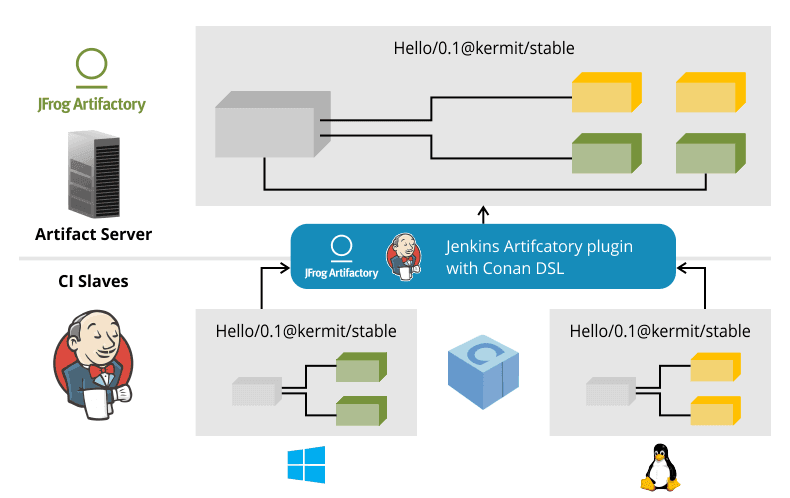 Hello/0.1@kermit/stable
JFrog Artifactory
Artifact Server
Jenkins Artifcatory plugin
with Conan DSL
JFrog Artifactory
CI Slaves
Hello/0.1@kermit/stable
Hello/0.1@kermit/stable